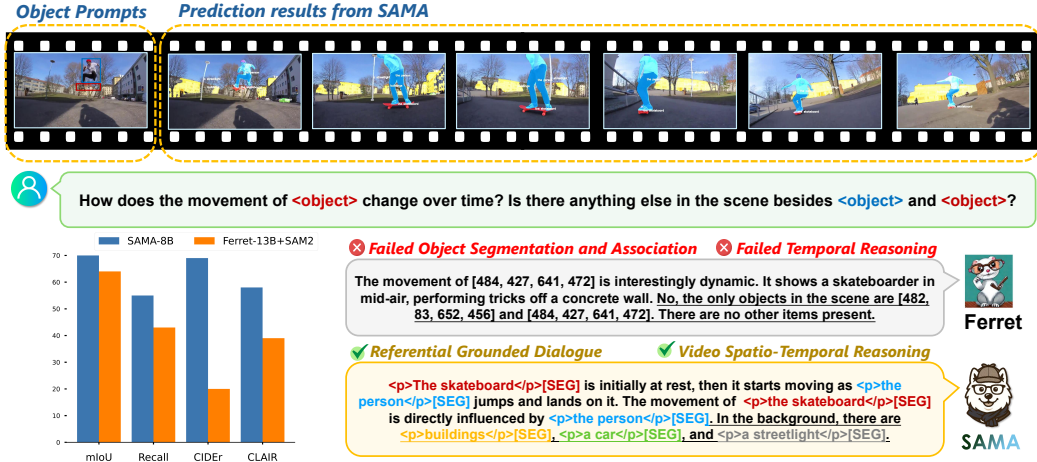 Object Prompts
Prediction results from SAMA
How does the movement of <object> change over time? Is there anything else in the scene besides <object> and <object>?
SAMA-8B
Ferret-13B+SAM2
70
60
50
40
30
20
10
0
mIoU
Recall
CIDEr
CLAIR
Failed Object Segmentation and Association
Failed Temporal Reasoning
The movement of [484, 427, 641, 472] is interestingly dynamic. It shows a skateboarder in
mid-air, performing tricks off a concrete wall. No, the only objects in the scene are [482,
83, 652, 456] and [484, 427, 641, 472]. There are no other items present.
Ferret
Referential Grounded Dialogue
Video Spatio-Temporal Reasoning
<p>The skateboard</p>[SEG] is initially at rest, then it starts moving as <p>the
person</p>[SEG] jumps and lands on it. The movement of <p>the skateboard</p>[SEG]
is directly influenced by <p>the person</p>[SEG]. In the background, there are
<p>buildings</p>[SEG], <p>a car</p>[SEG], and <p>a streetlight</p>[SEG].
SAMA